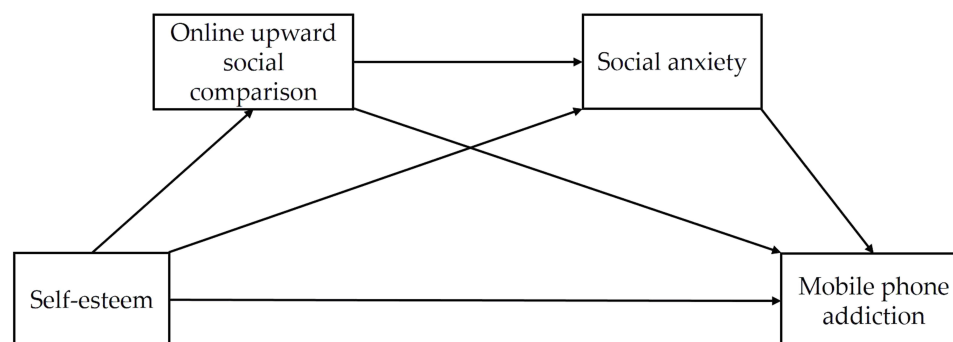 Online upward
social
comparison
Social anxiety
Self-esteem
Mobile phone
addiction